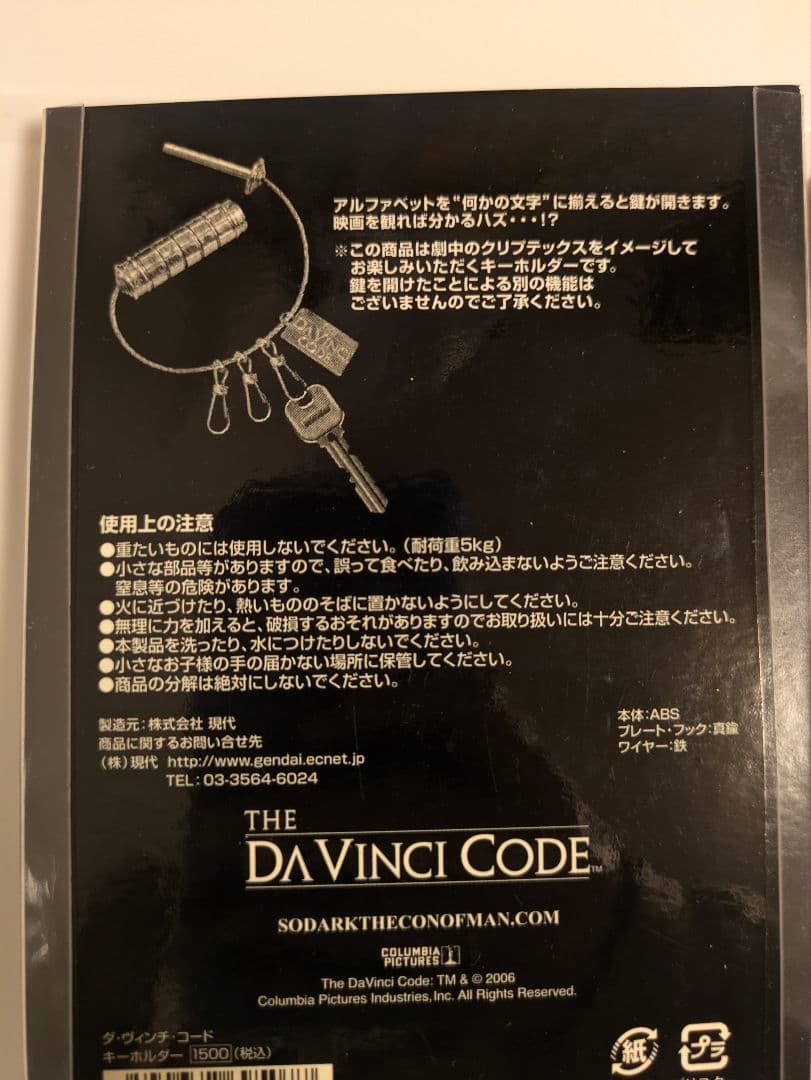 DA VINCI
CODE
アルファベットを“何かの文字”に揃えると鍵が開きます。
映画を観れば分かるハズ・・・!?
※この商品は劇中のクリプテックスをイメージして
お楽しみいただくキーホルダーです。
鍵を開けたことによる別の機能は
ございませんのでご了承ください。
使用上の注意
●重たいものには使用しないでください。（耐荷重5kg）
●小さな部品等がありますので、誤って食べたり、飲み込まないようご注意ください。
窒息等の危険があります。
●火に近づけたり、熱いもののそばに置かないようにしてください。
●無理に力を加えると、破損するおそれがありますのでお取り扱いには十分ご注意ください。
●本製品を洗ったり、水につけたりしないでください。
●小さなお子様の手の届かない場所に保管してください。
●商品の分解は絶対にしないでください。
製造元：株式会社 現代
商品に関するお問い合せ先
（株）現代 http://www.gendai.ecnet.jp
TEL：03-3564-6024
本体：ABS
プレート・フック：真鍮
ワイヤー：鉄
THE
DA VINCI CODE™
SODARKTHECONOFMAN.COM
COLUMBIA
PICTURES
The DaVinci Code: TM & © 2006
Columbia Pictures Industries, Inc. All Rights Reserved.
ダ・ヴィンチ・コード
キーホルダー 1500（税込）
紙
プラ